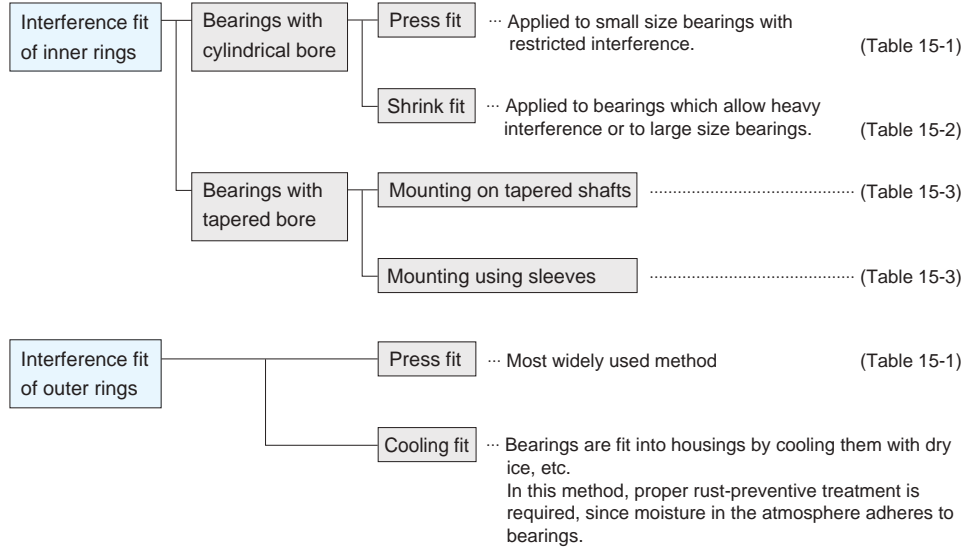 Interference fit
of inner rings
Bearings with
cylindrical bore
Press fit
··· Applied to small size bearings with
restricted interference.
(Table 15-1)
Shrink fit
··· Applied to bearings which allow heavy
interference or to large size bearings.
(Table 15-2)
Bearings with
tapered bore
Mounting on tapered shafts
············································ (Table 15-3)
Mounting using sleeves
············································ (Table 15-3)
Interference fit
of outer rings
Press fit
··· Most widely used method
(Table 15-1)
Cooling fit
··· Bearings are fit into housings by cooling them with dry
ice, etc.
In this method, proper rust-preventive treatment is
required, since moisture in the atmosphere adheres to
bearings.